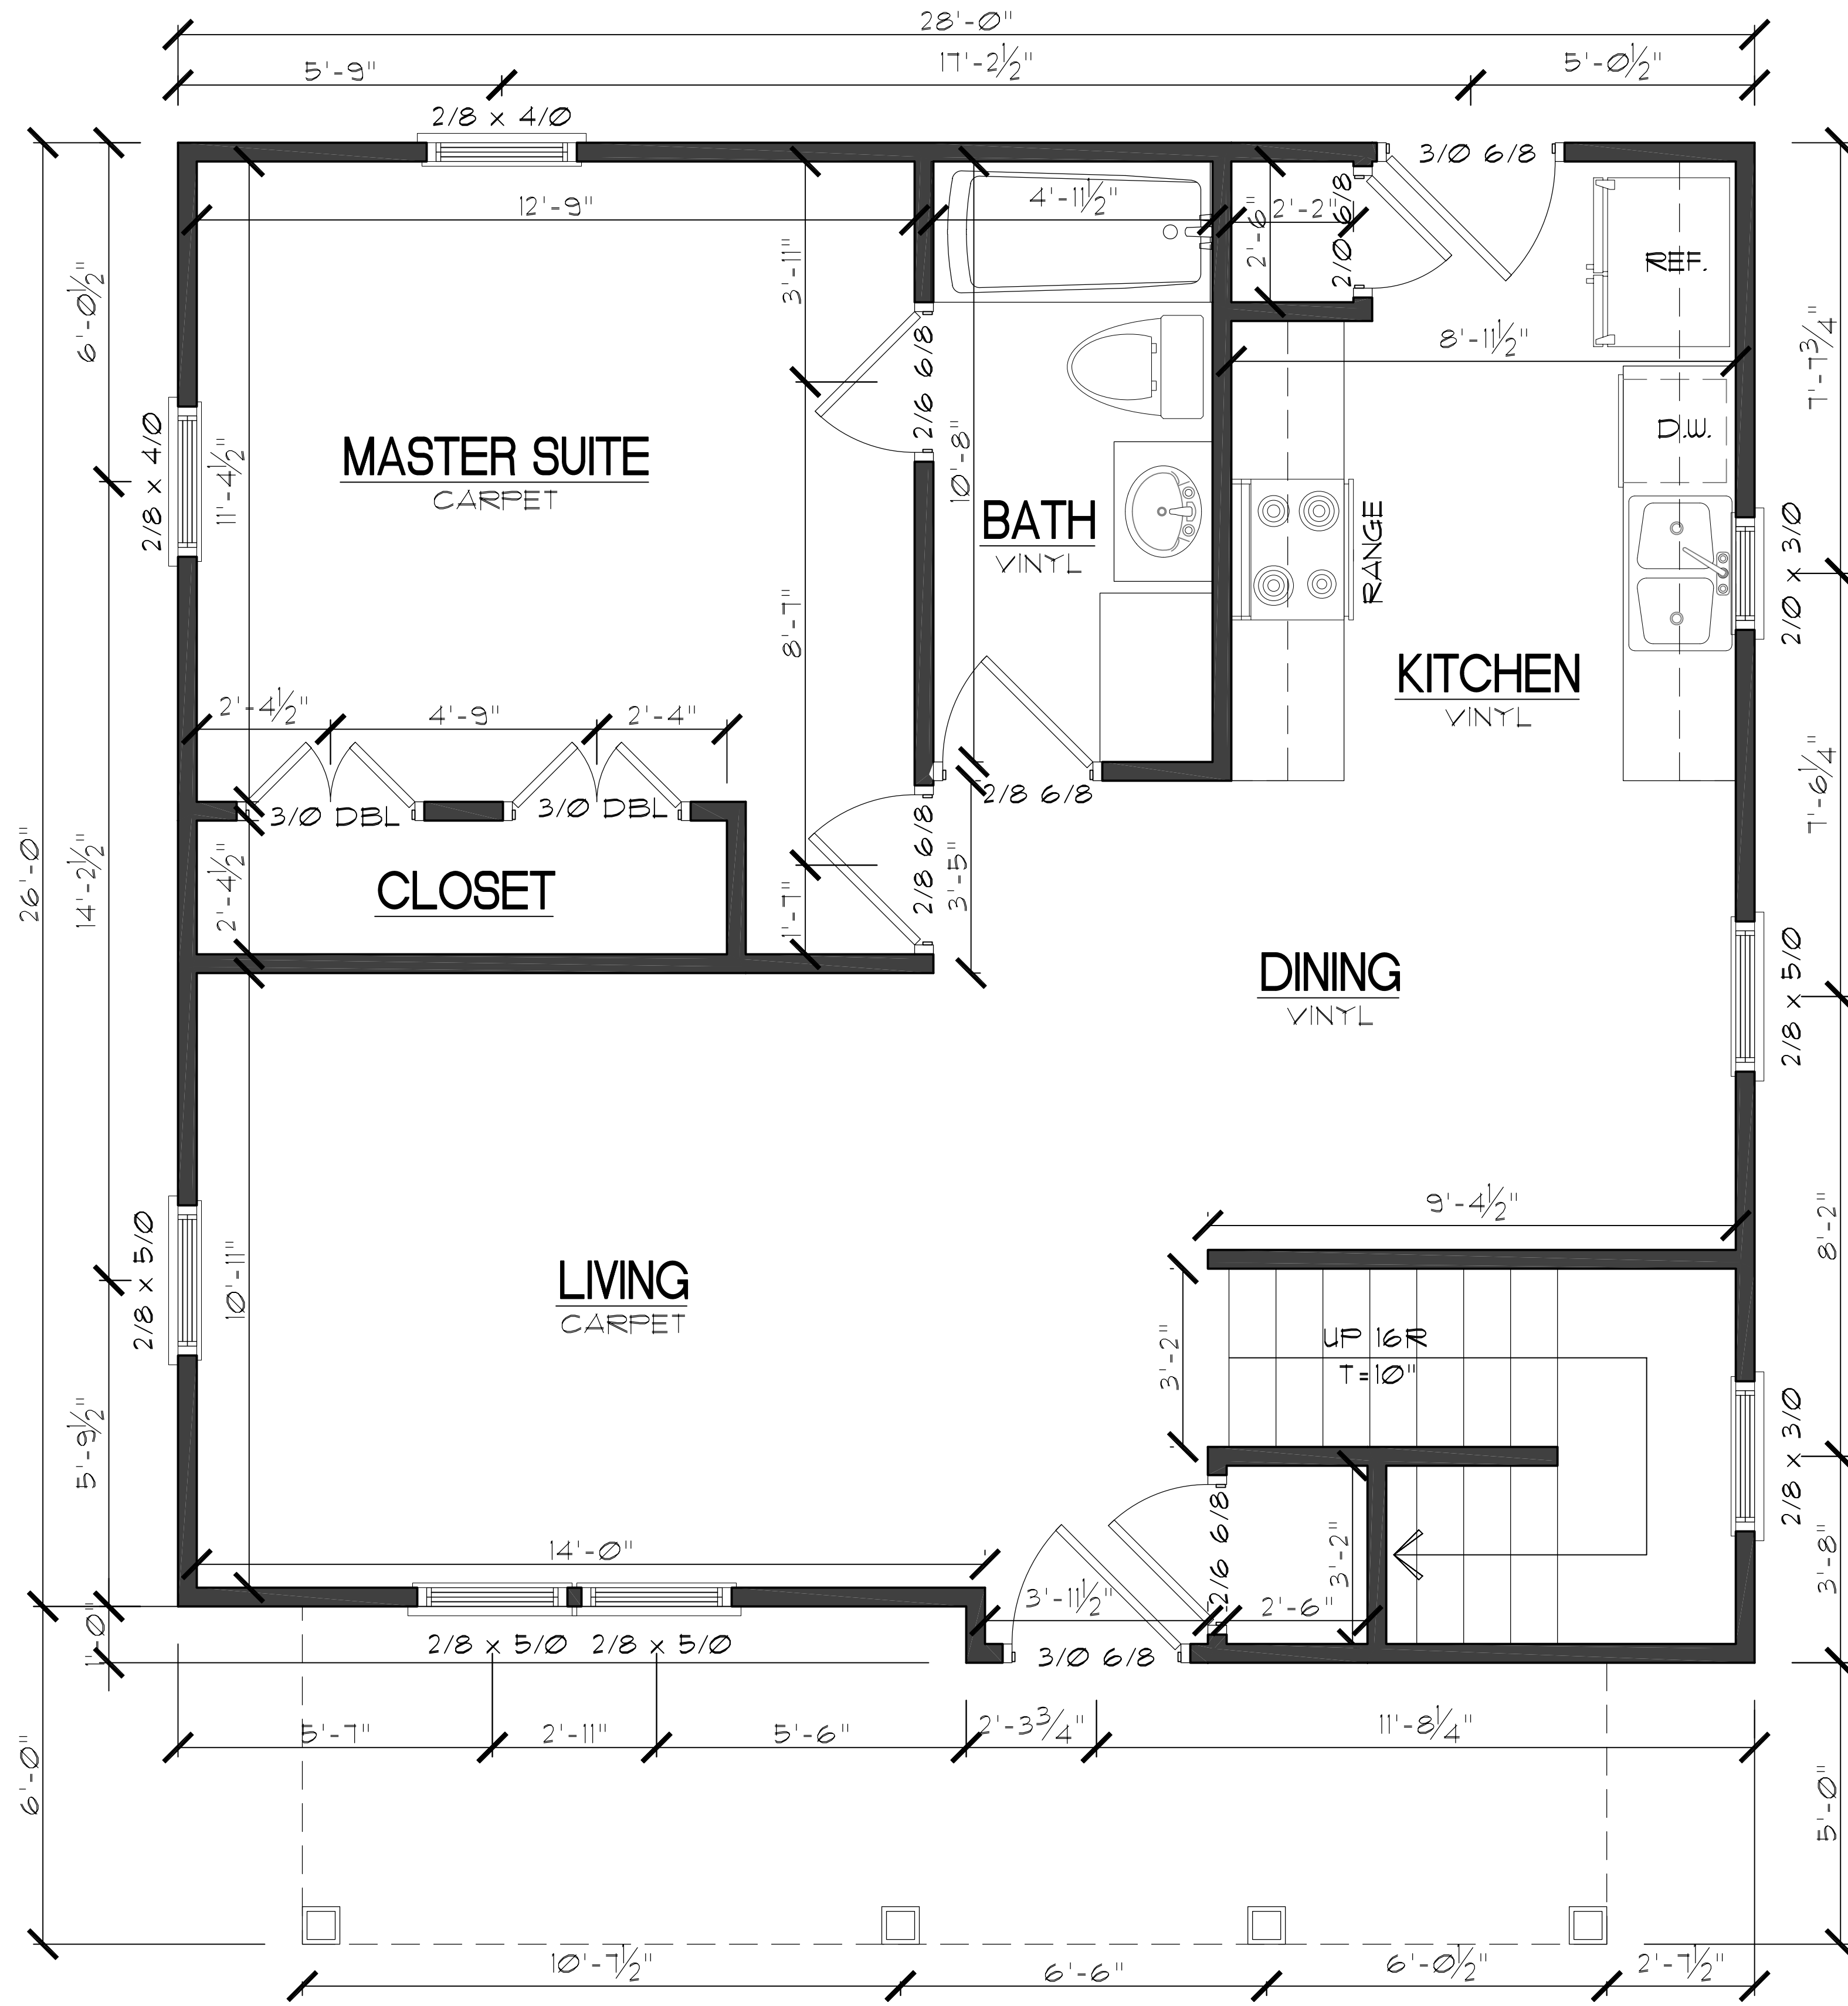 28'-0"
5'-9"
17'-2½"
5'-0½"
2/8 x 4/0
3/0 6/8
12'-9"
4'-11½"
2'-2"
2'-6"
2/0 6/8
REF.
3'-11"
6'-0½"
8'-11½"
7'-7¾"
2/6 6/8
2/8 x 4/0
11'-4½"
MASTER SUITE
CARPET
10'-8"
D.W.
BATH
VINYL
RANGE
2/0 x 3/0
8'-7"
KITCHEN
VINYL
2'-4½"
4'-9"
2'-4"
3/0 DBL
3/0 DBL
2/8 6/8
7'-6¼"
26'-0"
14'-2½"
2'-4½"
CLOSET
1'-7"
2/8 6/8
3'-5"
DINING
VINYL
2/8 x 5/0
9'-4½"
8'-2"
2/8 x 5/0
10'-11"
LIVING
CARPET
3'-2"
UP 16R
T=10"
5'-9½"
2/8 x 3/0
14'-0"
2/6 6/8
3'-2"
3'-8"
3'-11½"
2'-6"
1'-0"
2/8 x 5/0
2/8 x 5/0
3/0 6/8
5'-7"
2'-11"
5'-6"
2'-3¾"
11'-8¼"
6'-0"
5'-0"
10'-7½"
6'-6"
6'-0½"
2'-7½"